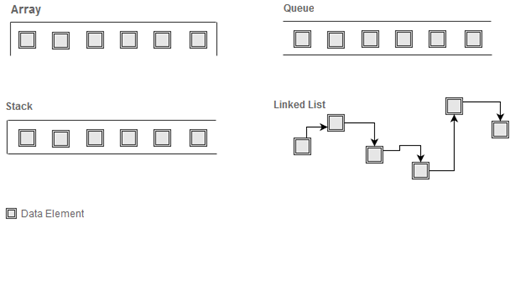 Array
Queue
Stack
Linked List
Data Element